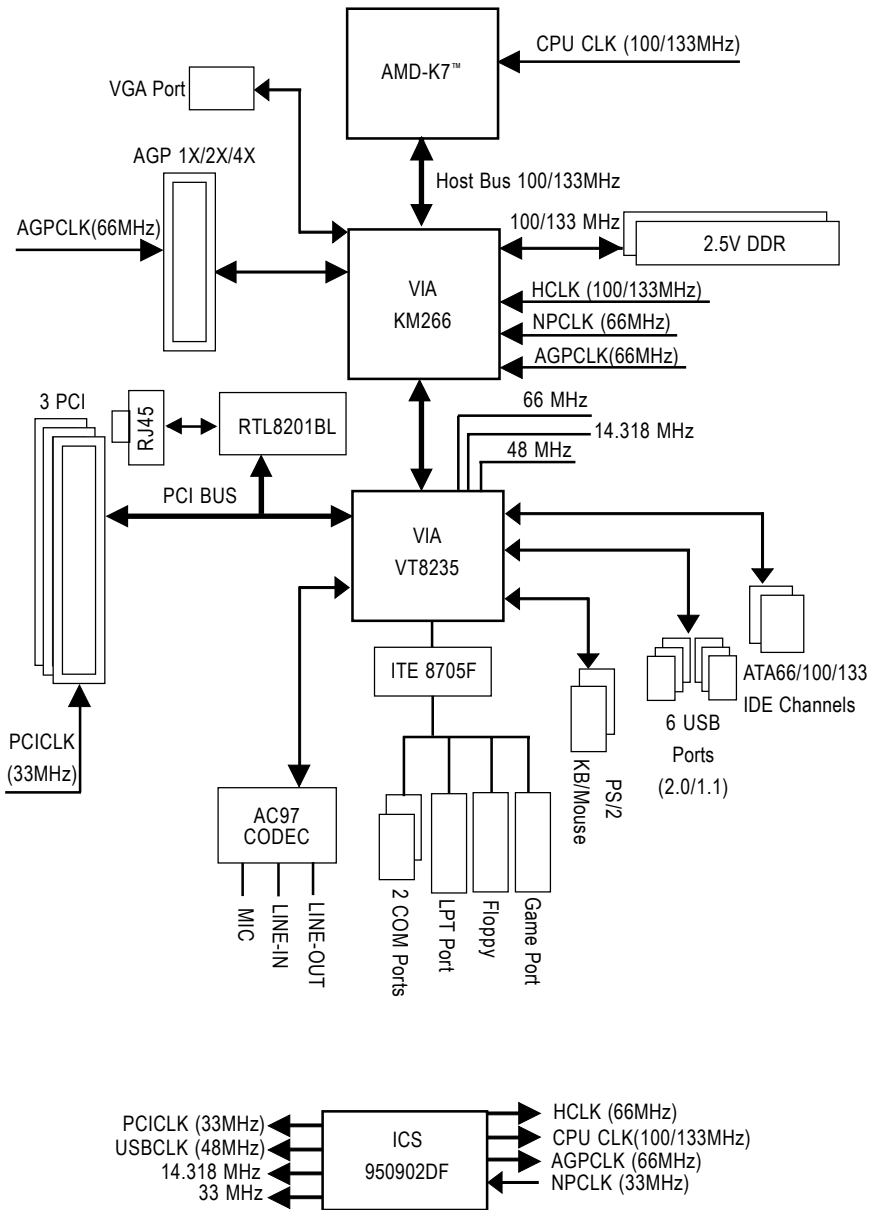 CPU CLK (100/133MHz)
AMD-K7™
VGA Port
AGP 1X/2X/4X
Host Bus 100/133MHz
AGPCLK(66MHz)
100/133 MHz
2.5V DDR
VIA
KM266
HCLK (100/133MHz)
NPCLK (66MHz)
AGPCLK(66MHz)
3 PCI
RJ45
RTL8201BL
66 MHz
14.318 MHz
48 MHz
PCI BUS
VIA
VT8235
ITE 8705F
ATA66/100/133
IDE Channels
6 USB
Ports
(2.0/1.1)
PCICLK
(33MHz)
PS/2
KB/Mouse
AC97
CODEC
MIC
LINE-IN
LINE-OUT
2 COM Ports
LPT Port
Floppy
Game Port
PCICLK (33MHz)
USBCLK (48MHz)
14.318 MHz
33 MHz
ICS
950902DF
HCLK (66MHz)
CPU CLK(100/133MHz)
AGPCLK (66MHz)
NPCLK (33MHz)